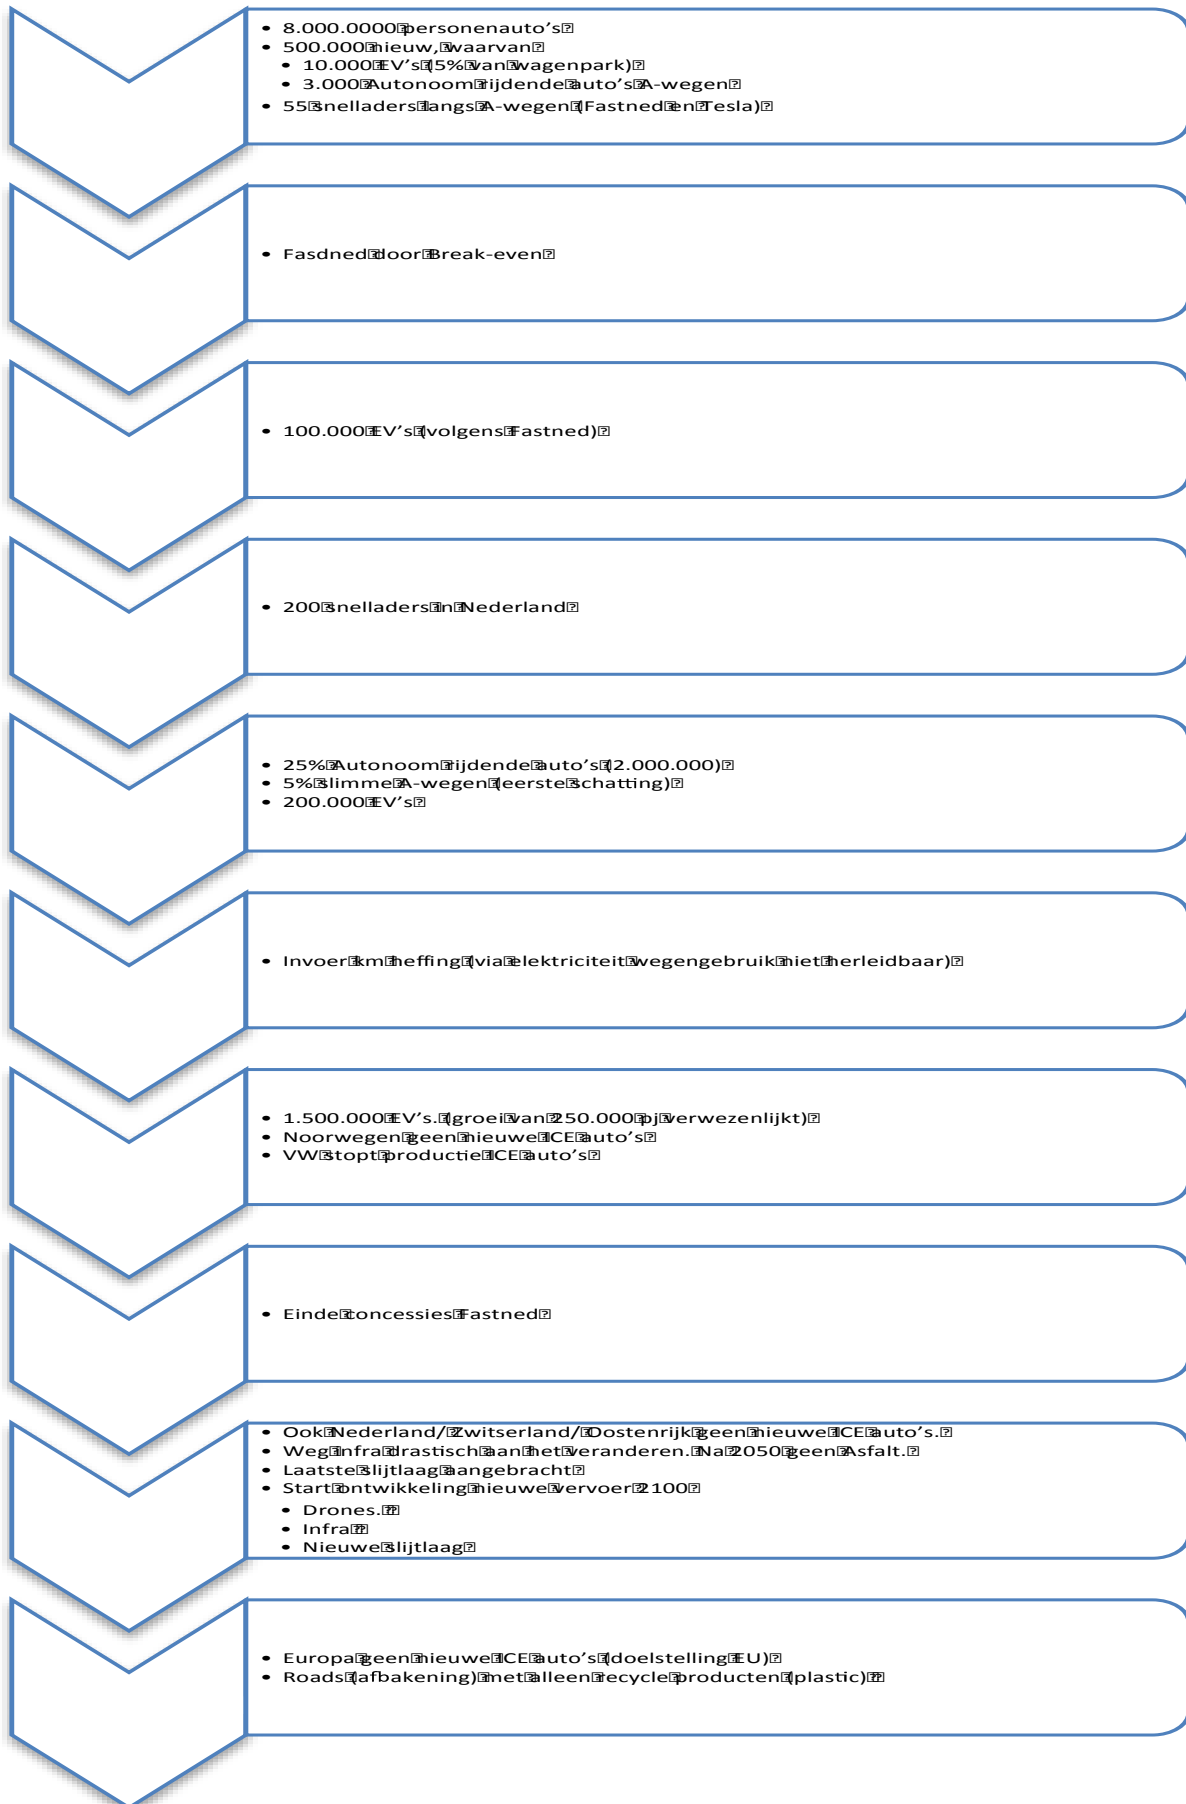 • 8.000.0000 personenauto's
• 500.000 nieuw, waarvan
• 10.000 EV's (5% van wagenpark)
• 3.000 Autonoom rijdende auto's A-wegen
• 55 snelladers langs A-wegen (Fastned en Tesla)
• Fasdned door Break-even
• 100.000 EV's (volgens Fastned)
• 200 snelladers in Nederland
• 25% Autonoom rijdende auto's (2.000.000)
• 5% slimme A-wegen (eerste schatting)
• 200.000 EV's
• Invoer km heffing (via elektriciteit wegengebruik niet herleidbaar)
• 1.500.000 EV's. (groei van 250.000 pj verwezenlijkt)
• Noorwegen geen nieuwe ICE auto's
• VW stopt productie ICE auto's
• Einde concessies Fastned
• Ook Nederland/ Zwitserland/ Oostenrijk geen nieuwe ICE auto's.
• Weg infra drastisch aan het veranderen. Na 2050 geen Asfalt.
• Laatste slijtlaag aangebracht
• Start ontwikkeling nieuwe vervoer 2100
• Drones.?
• Infra?
• Nieuwe slijtlaag
• Europa geen nieuwe ICE auto's (doelstelling EU)
• Roads (afbakening) met alleen recycle producten (plastic)?